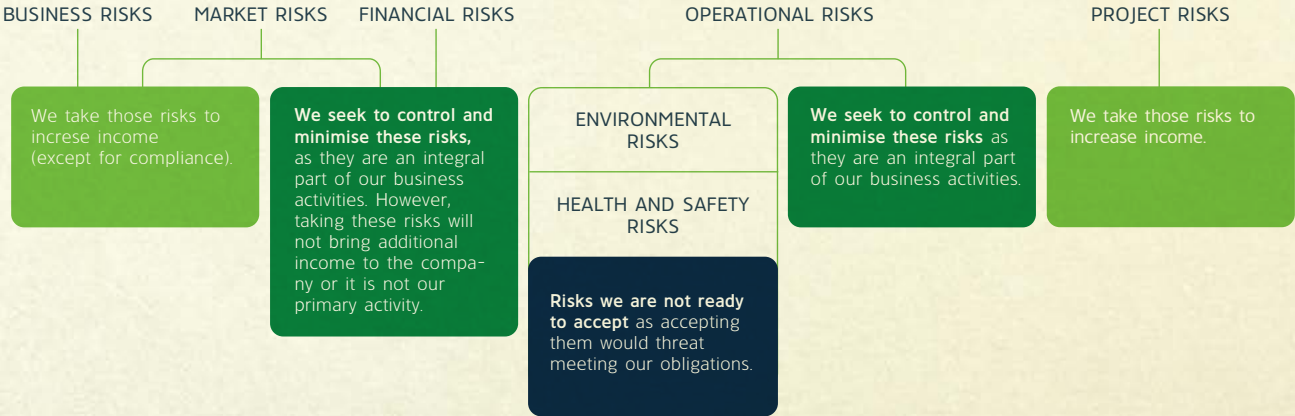 BUSINESS RISKS
MARKET RISKS
FINANCIAL RISKS
OPERATIONAL RISKS
PROJECT RISKS
We take those risks to
increse income
(except for compliance).
We seek to control and
minimise these risks,
as they are an integral
part of our business
activities. However,
taking these risks will
not bring additional
income to the compa-
ny or it is not our
primary activity.
ENVIRONMENTAL
RISKS
HEALTH AND SAFETY
RISKS
Risks we are not ready
to accept as accepting
them would threat
meeting our obligations.
We seek to control and
minimise these risks as
they are an integral part
of our business activities.
We take those risks to
increase income.